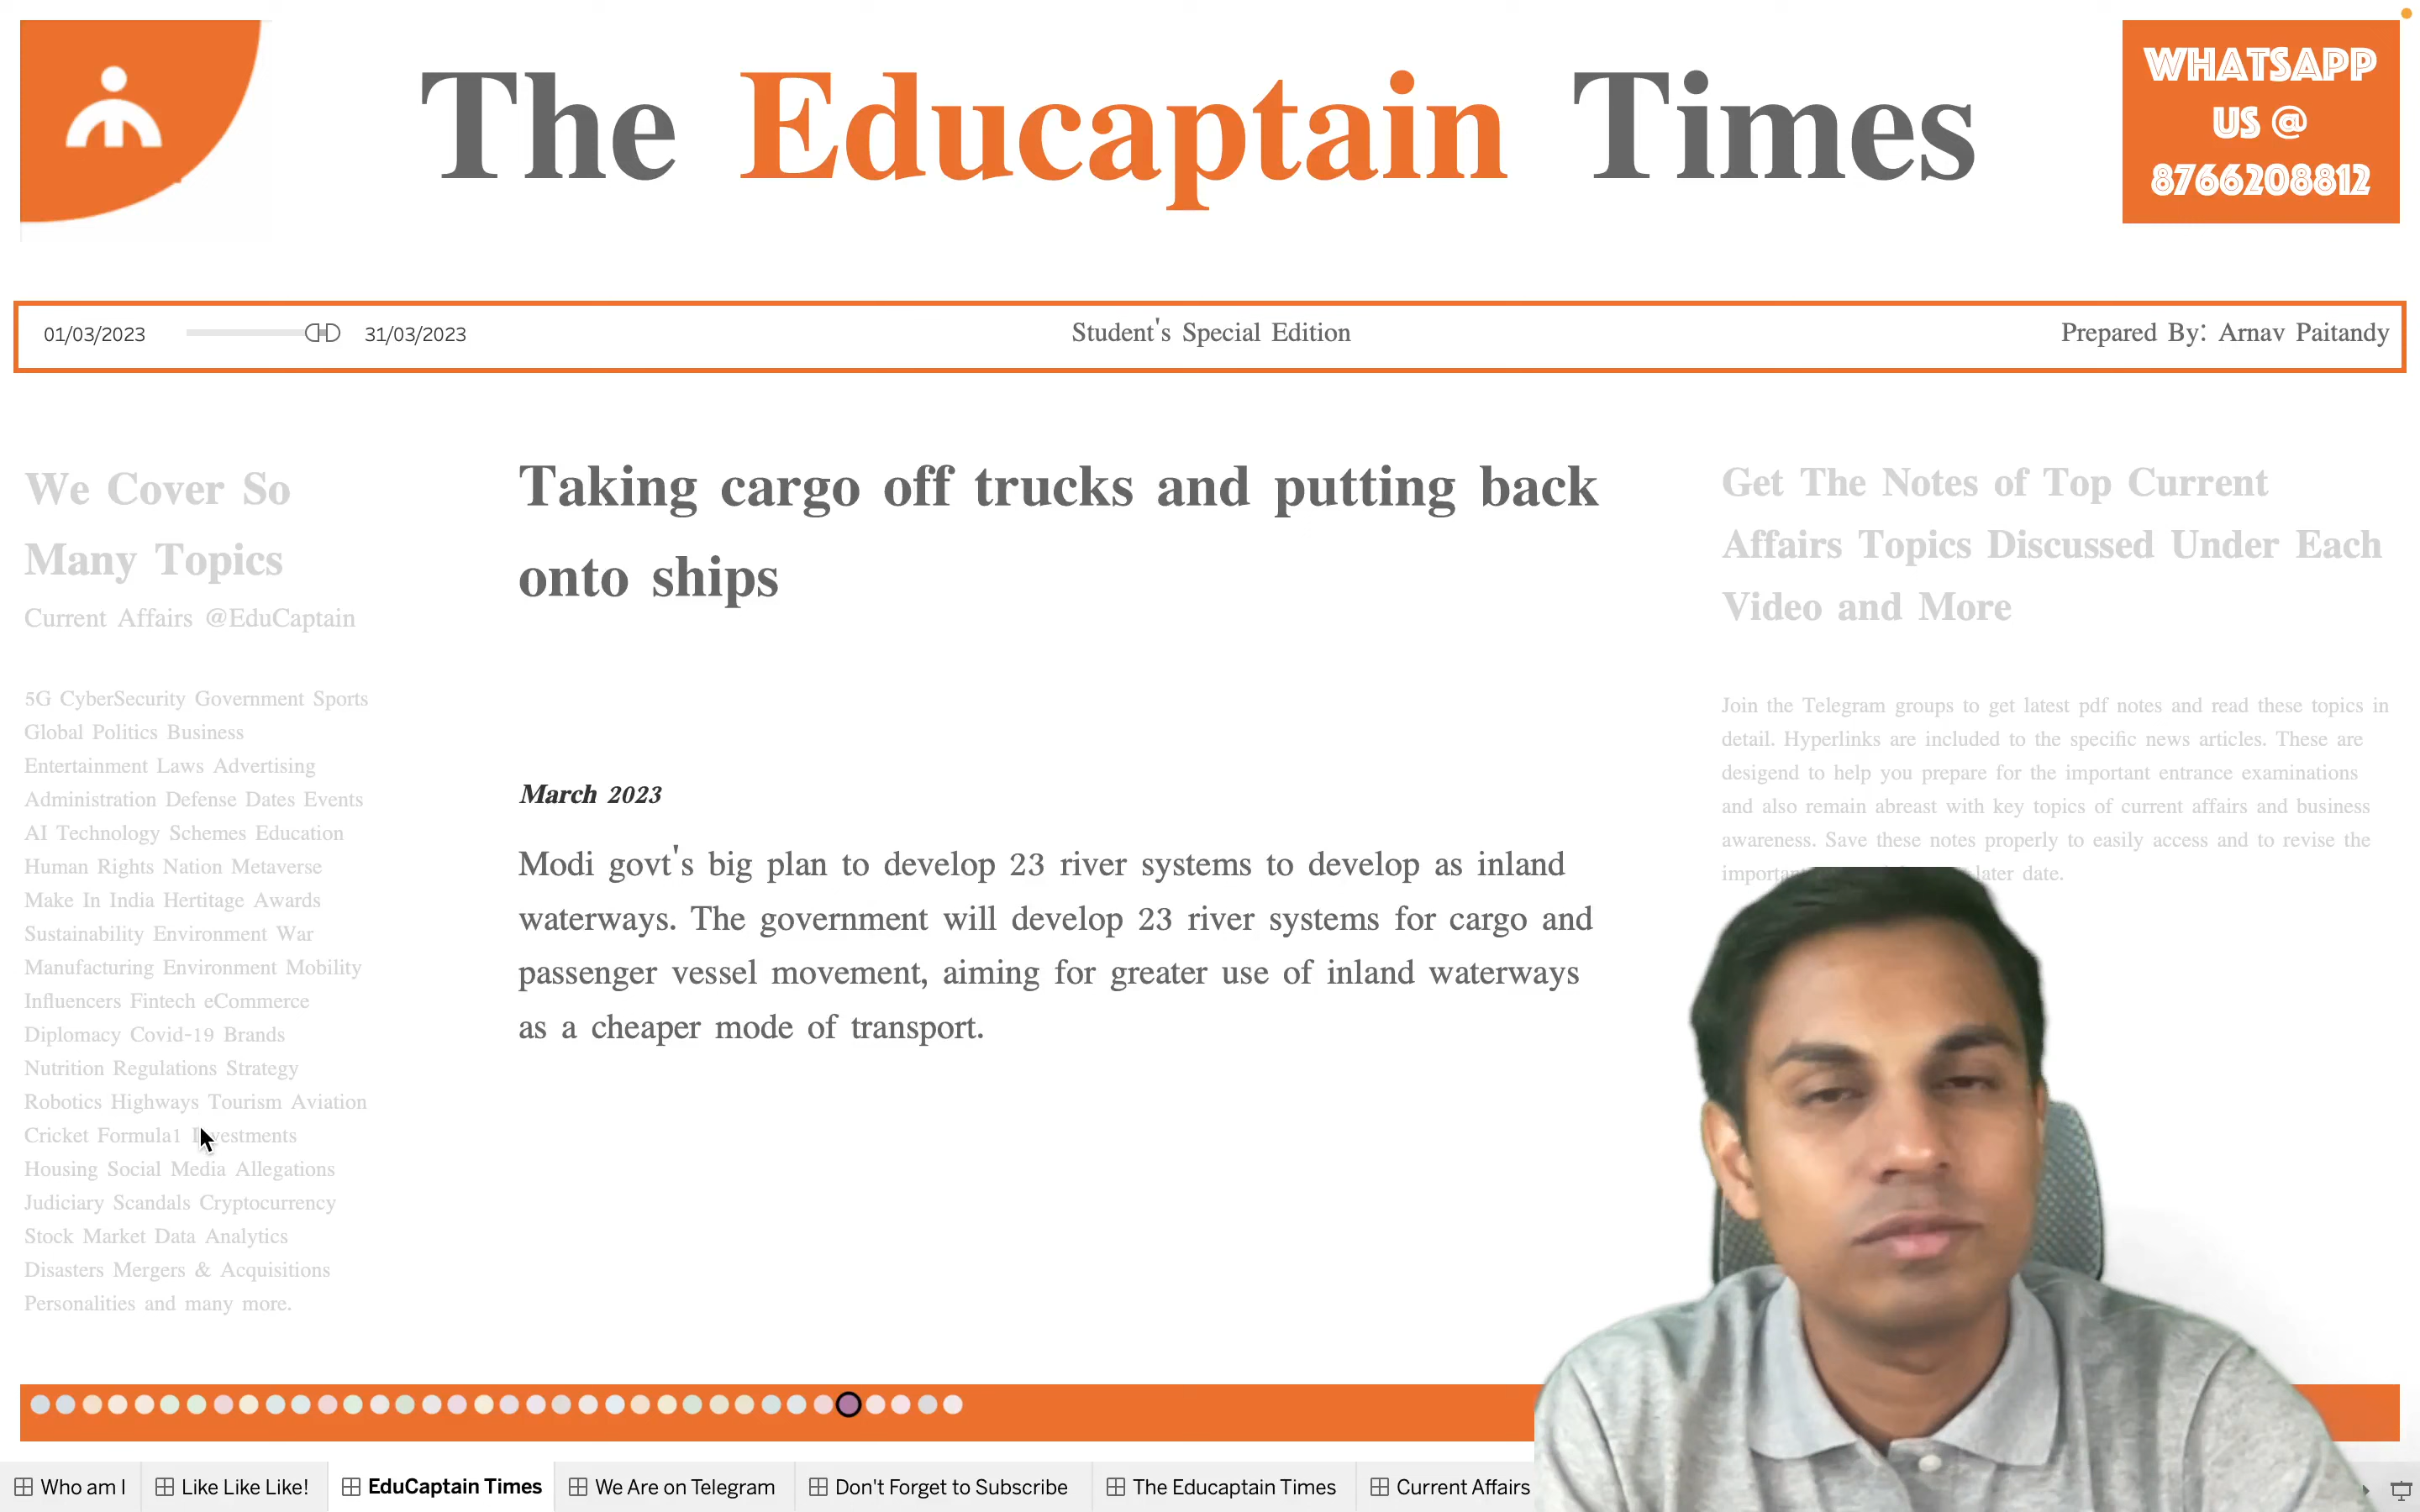 The Educaptain Times
WHATSAPP
US @
8766208812
01/03/2023
31/03/2023
Student's Special Edition
Prepared By: Arnav Paitandy
We Cover So
Many Topics
Current Affairs @EduCaptain
5G CyberSecurity Government Sports
Global Politics Business
Entertainment Laws Advertising
Administration Defense Dates Events
AI Technology Schemes Education
Human Rights Nation Metaverse
Make In India Hertitage Awards
Sustainability Environment War
Manufacturing Environment Mobility
Influencers Fintech eCommerce
Diplomacy Covid-19 Brands
Nutrition Regulations Strategy
Robotics Highways Tourism Aviation
Cricket Formula1 Investments
Housing Social Media Allegations
Judiciary Scandals Cryptocurrency
Stock Market Data Analytics
Disasters Mergers & Acquisitions
Personalities and many more.
Taking cargo off trucks and putting back
onto ships
March 2023
Modi govt's big plan to develop 23 river systems to develop as inland
waterways. The government will develop 23 river systems for cargo and
passenger vessel movement, aiming for greater use of inland waterways
as a cheaper mode of transport.
Get The Notes of Top Current
Affairs Topics Discussed Under Each
Video and More
Join the Telegram groups to get latest pdf notes and read these topics in
detail. Hyperlinks are included to the specific news articles. These are
desigend to help you prepare for the important entrance examinations
and also remain abreast with key topics of current affairs and business
awareness. Save these notes properly to easily access and to revise the
later date.
Who am I
Like Like Like!
EduCaptain Times
We Are on Telegram
Don't Forget to Subscribe
The Educaptain Times
Current Affairs